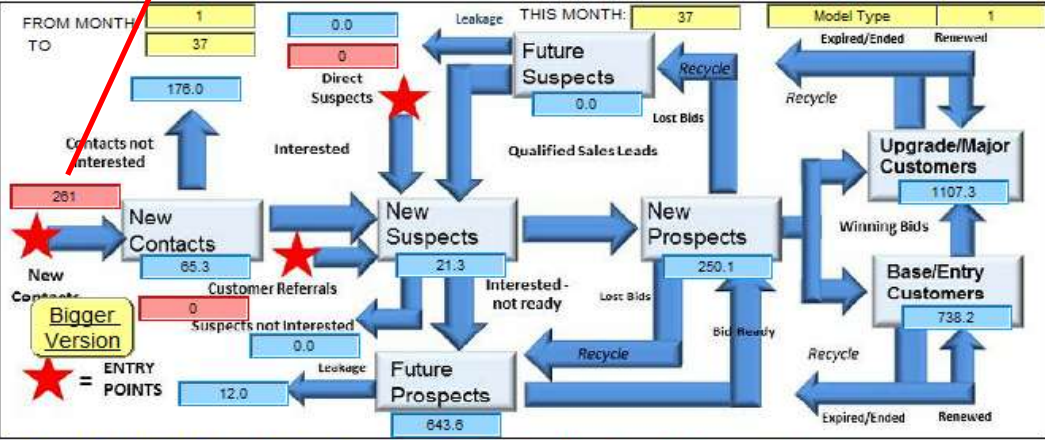 FROM MONTH
1
TO
37
0.0
0
Direct
Suspects
Leakage
THIS MONTH:
37
Model Type
1
Expired/Ended
Renewed
Future
Suspects
0.0
Recycle
Lost Bids
Recycle
176.0
Contacts not
Interested
Interested
Qualified Sales Leads
Upgrade/Major
Customers
1107.3
261
New
Contacts
65.3
New
Suspects
21.3
New
Prospects
250.1
Winning Bids
New
Contacts
Customer Referrals
0
Interested -
not ready
Lost Bids
Base/Entry
Customers
738.2
Bigger
Version
Suspects not Interested
0.0
Bid Ready
Recycle
Recycle
= ENTRY
POINTS
12.0
Leakage
Future
Prospects
643.6
Expired/Ended
Renewed